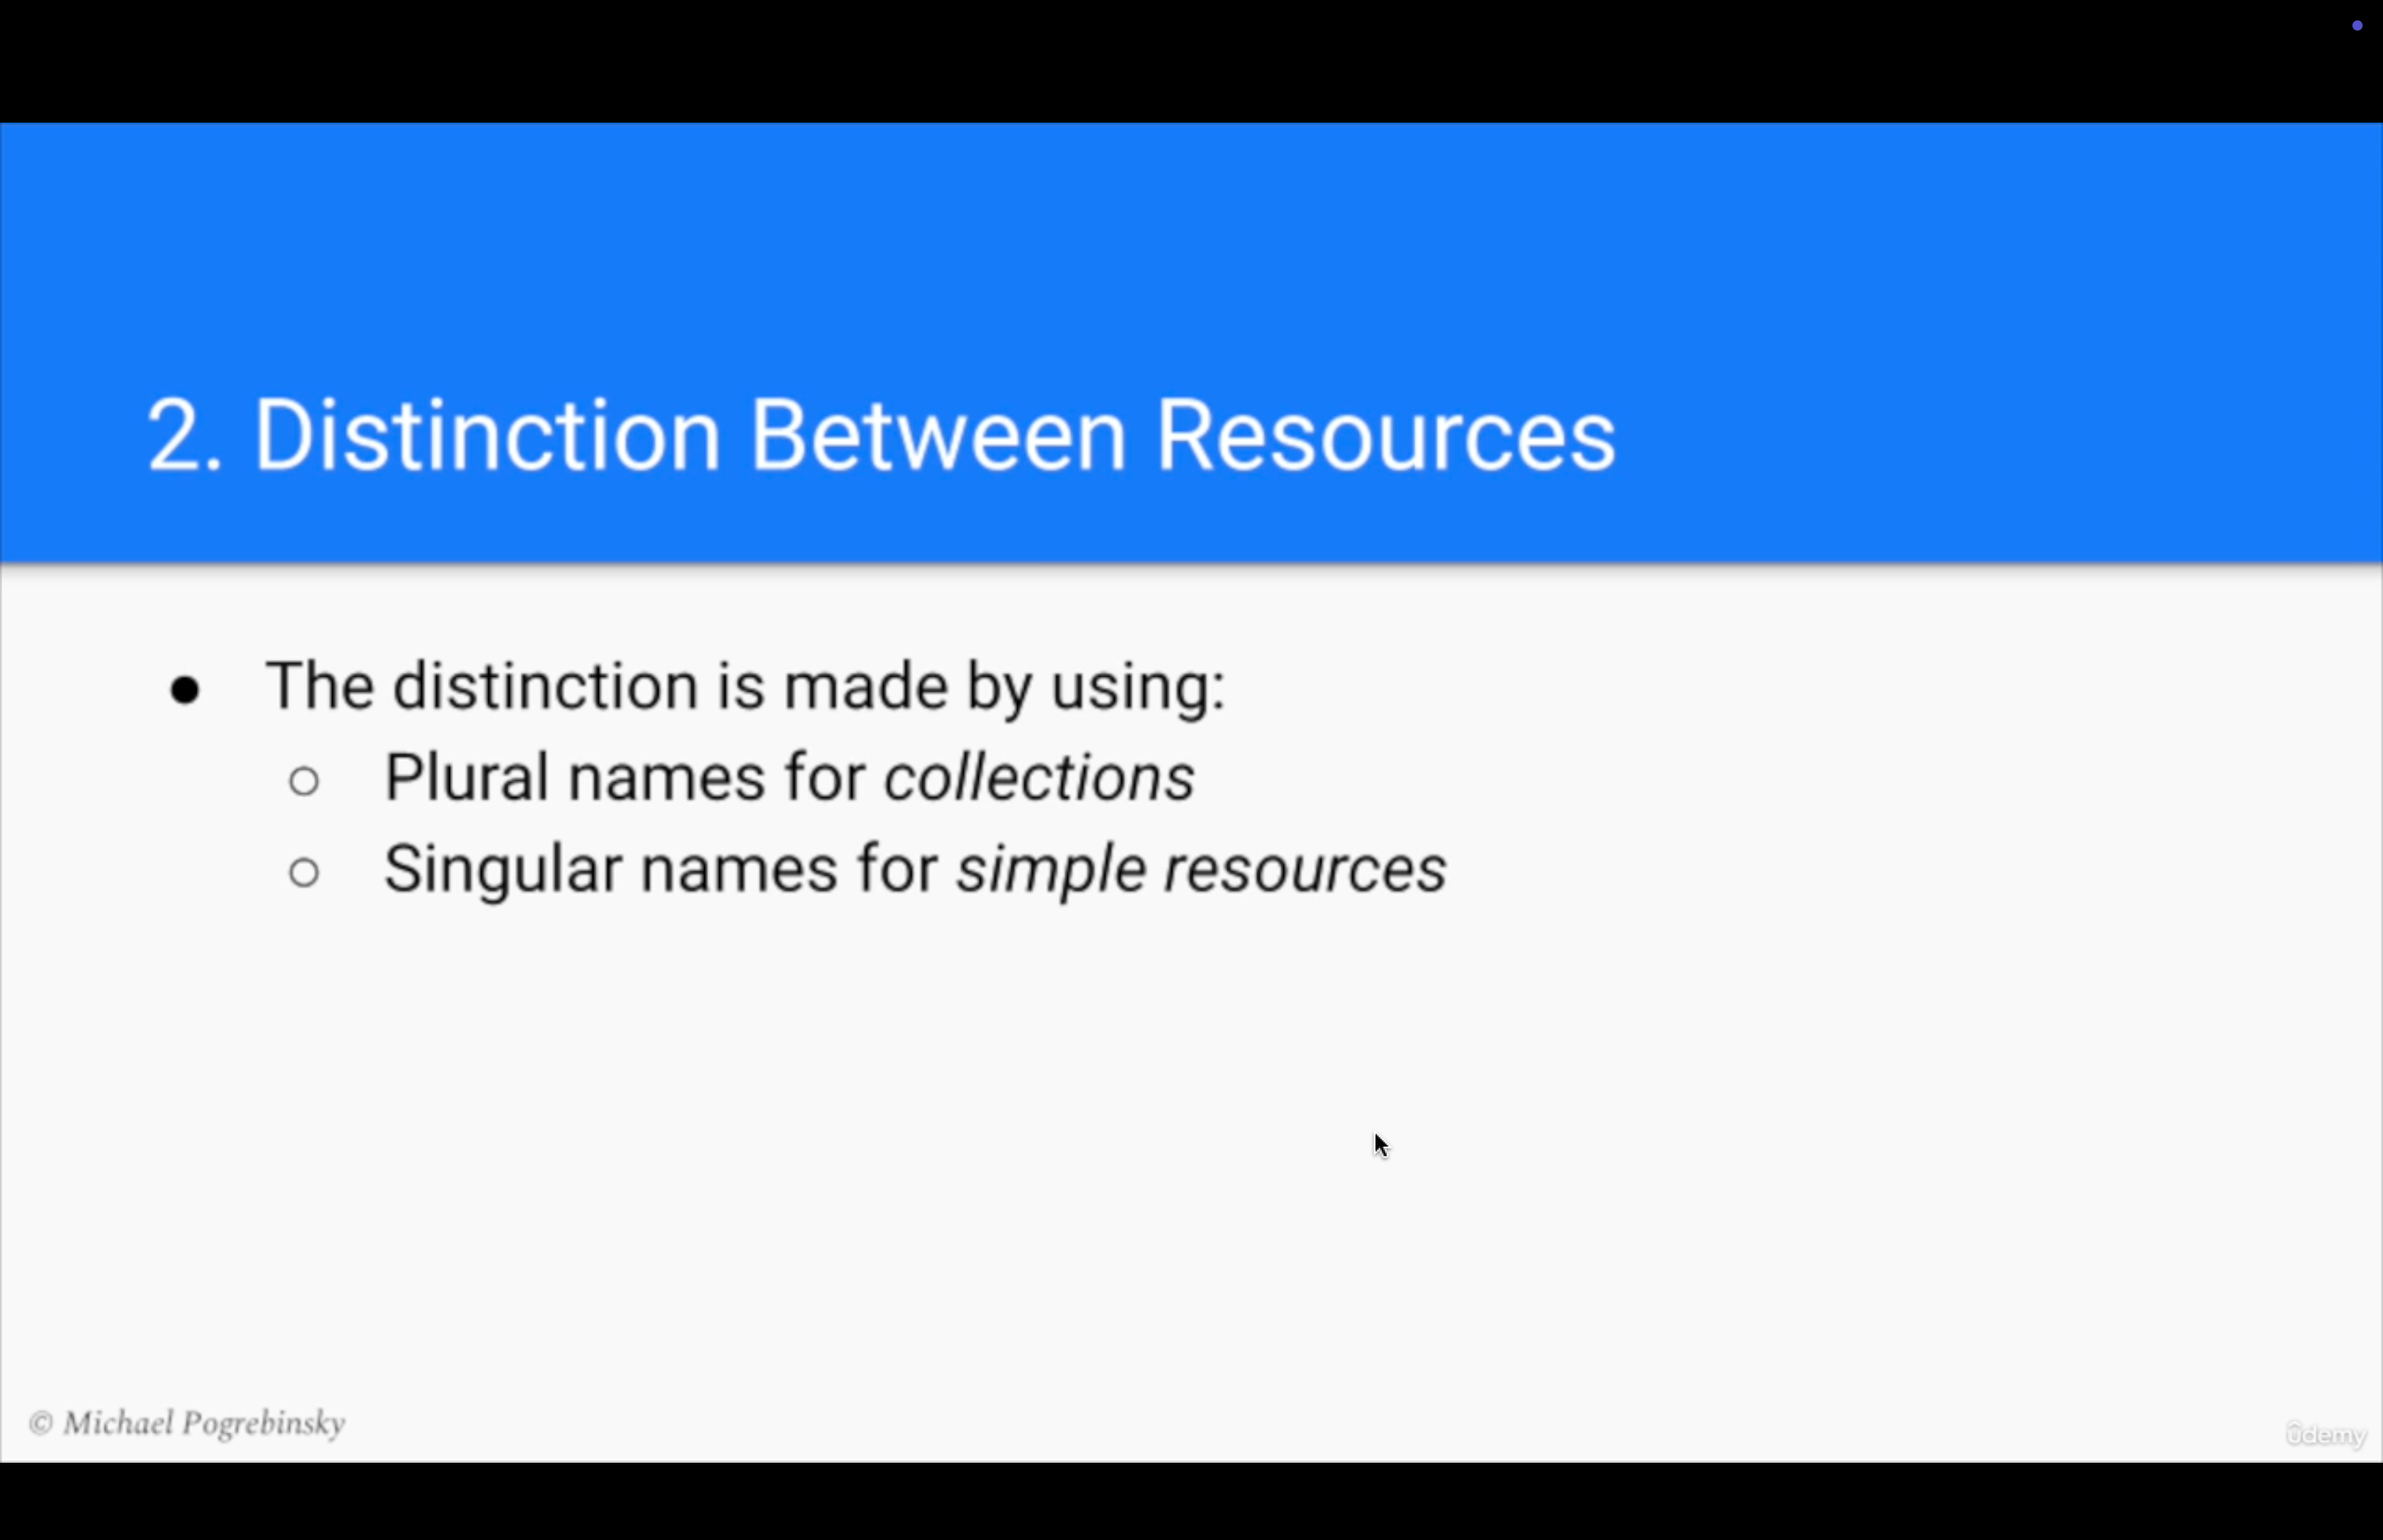 2. Distinction Between Resources
● The distinction is made by using:
○ Plural names for collections
○ Singular names for simple resources
© Michael Pogrebinsky
ûdemy